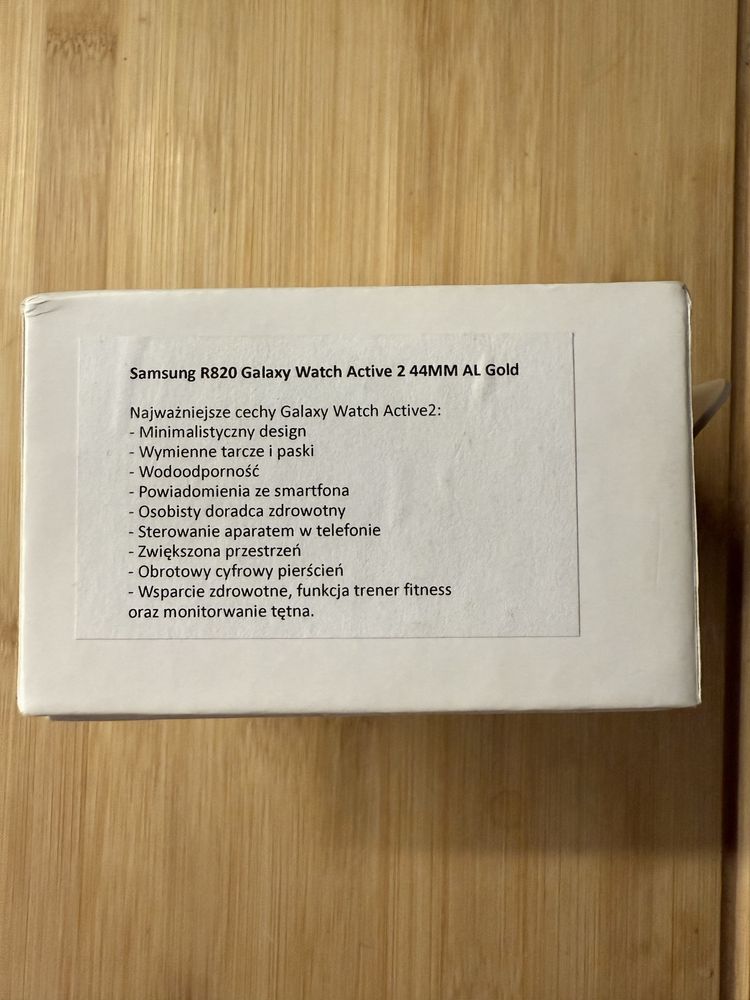 Samsung R820 Galaxy Watch Active 2 44MM AL Gold
Najważniejsze cechy Galaxy Watch Active2:
- Minimalistyczny design
- Wymienne tarcze i paski
- Wodoodporność
- Powiadomienia ze smartfona
- Osobisty doradca zdrowotny
- Sterowanie aparatem w telefonie
- Zwiększona przestrzeń
- Obrotowy cyfrowy pierścień
- Wsparcie zdrowotne, funkcja trener fitness
oraz monitorwanie tętna.